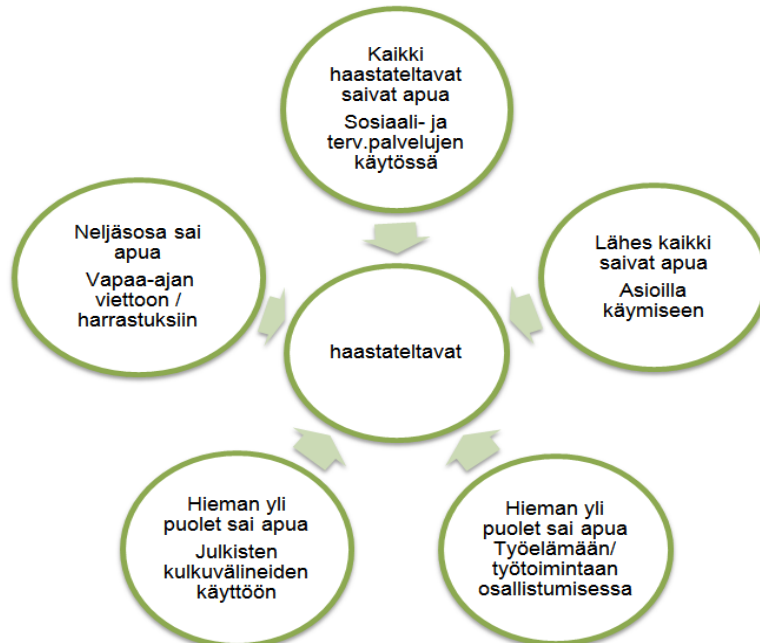 Kaikki
haastateltavat
saivat apua
Sosiaali- ja
terv.palvelujen
käytössä
Neljäsosa sai
apua
Vapaa-ajan
viettoon /
harrastuksiin
Lähes kaikki
saivat apua
Asioilla
käymiseen
haastateltavat
Hieman yli
puolet sai apua
Julkisten
kulkuvälineiden
käyttöön
Hieman yli
puolet sai apua
Työelämään/
työtoimintaan
osallistumisessa